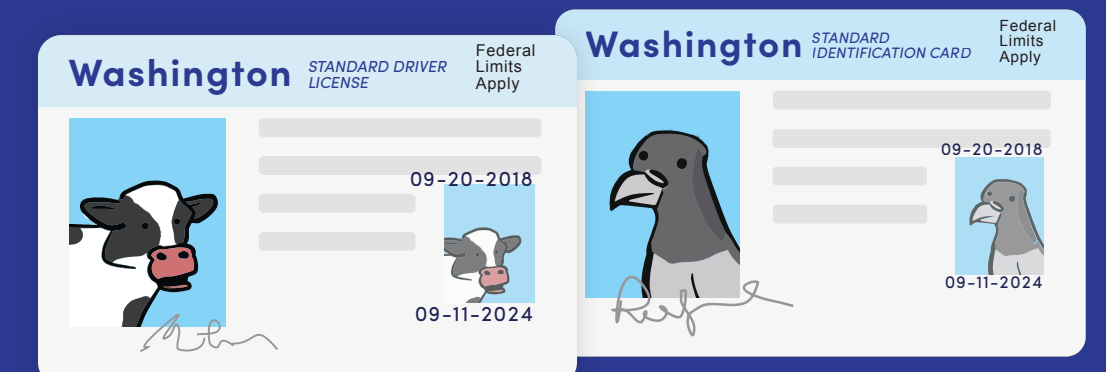 Washington
STANDARD DRIVER
LICENSE
Federal
Limits
Apply
09-20-2018
09-11-2024
Washington
STANDARD
IDENTIFICATION CARD
Federal
Limits
Apply
09-20-2018
09-11-2024